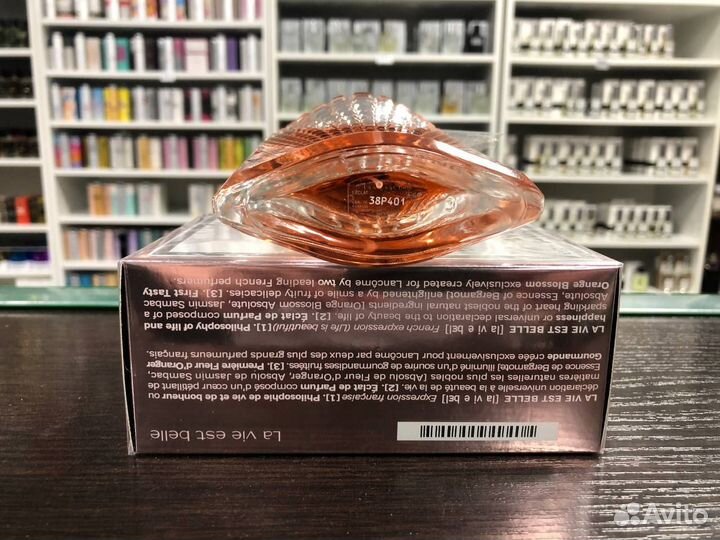 38P401
La vie est belle
LA VIE EST BELLE [la vi e bɛl] Expression française [1]. Philosophie de vie et de bonheur ou
déclaration universelle à la beauté de la vie. [2]. Éclat de Parfum composé d'un cœur pétillant de
matières naturelles les plus nobles (Absolu de Fleur d'Oranger, Absolu de Jasmin Sambac,
Essence de Bergamote) illuminé d'un sourire de gourmandises fruitées. [3]. Première Fleur d'Oranger
Gourmande créée exclusivement pour Lancôme par deux des plus grands parfumeurs français.
LA VIE EST BELLE [la vi e bɛl] French expression (Life is beautiful) [1]. Philosophy of life and
happiness or universal declaration to the beauty of life. [2]. Éclat de Parfum composed of a
sparkling heart of the noblest natural ingredients (Orange Blossom Absolute, Jasmin Sambac
Absolute, Essence of Bergamot) enlightened by a smile of fruity delicacies. [3]. First Tasty
Orange Blossom exclusively created for Lancôme by two leading French perfumers.
Avito